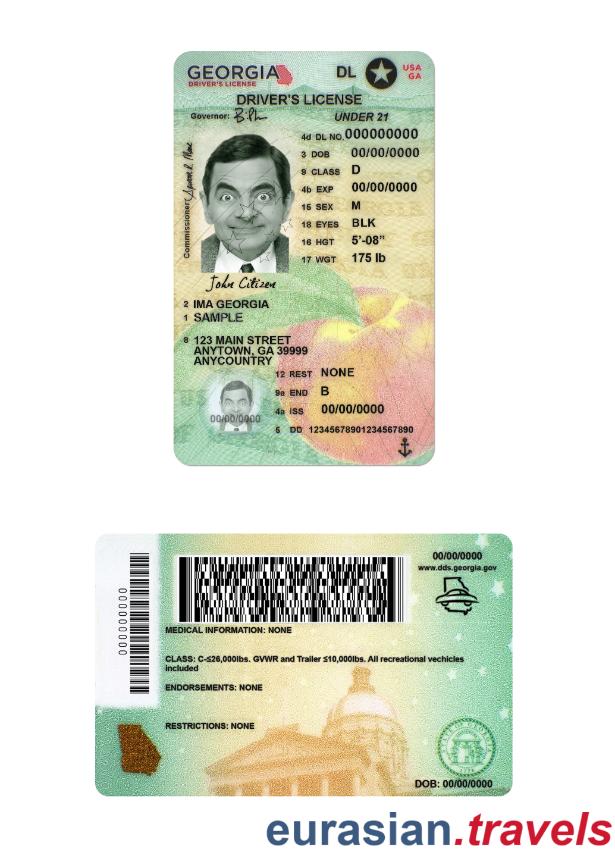 GEORGIA
DRIVER'S LICENSE
DL
USA
GA
DRIVER'S LICENSE
Governor:
UNDER 21
4d DL NO. 000000000
3 DOB 00/00/0000
9 CLASS D
4b EXP 00/00/0000
15 SEX M
18 EYES BLK
16 HGT 5'-08"
17 WGT 175 lb
Commissioner:
John Citizen
2 IMA GEORGIA
1 SAMPLE
8 123 MAIN STREET
ANYTOWN, GA 39999
ANYCOUNTRY
12 REST NONE
9a END B
4a ISS 00/00/0000
5 DD 12345678901234567890
00/00/0000
000000000
00/00/0000
www.dds.georgia.gov
MEDICAL INFORMATION: NONE
CLASS: C-≤26,000lbs. GVWR and Trailer ≤10,000lbs. All recreational vechicles
included
ENDORSEMENTS: NONE
RESTRICTIONS: NONE
DOB: 00/00/0000
eurasian.travels